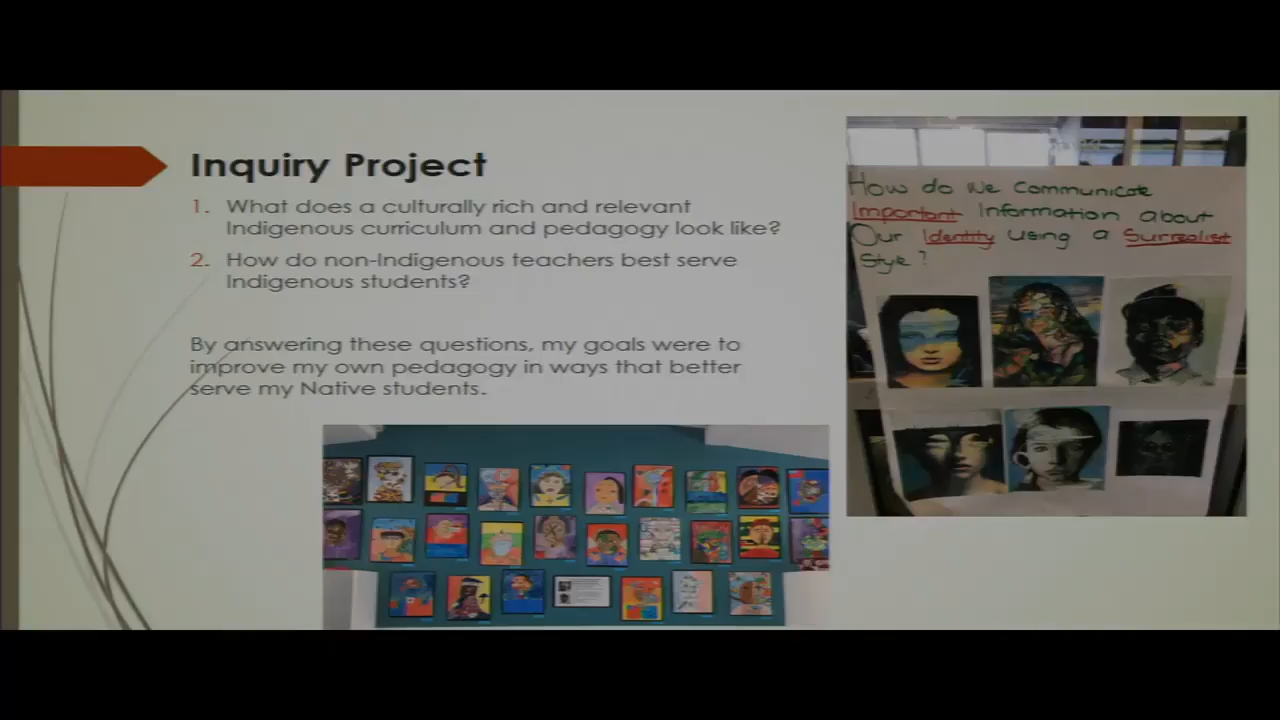 Inquiry Project
1. What does a culturally rich and relevant
Indigenous curriculum and pedagogy look like?
2. How do non-Indigenous teachers best serve
Indigenous students?
By answering these questions, my goals were to
improve my own pedagogy in ways that better
serve my Native students.
How do We Communicate
Important Information about
Our Identity using a Surrealist
Style?